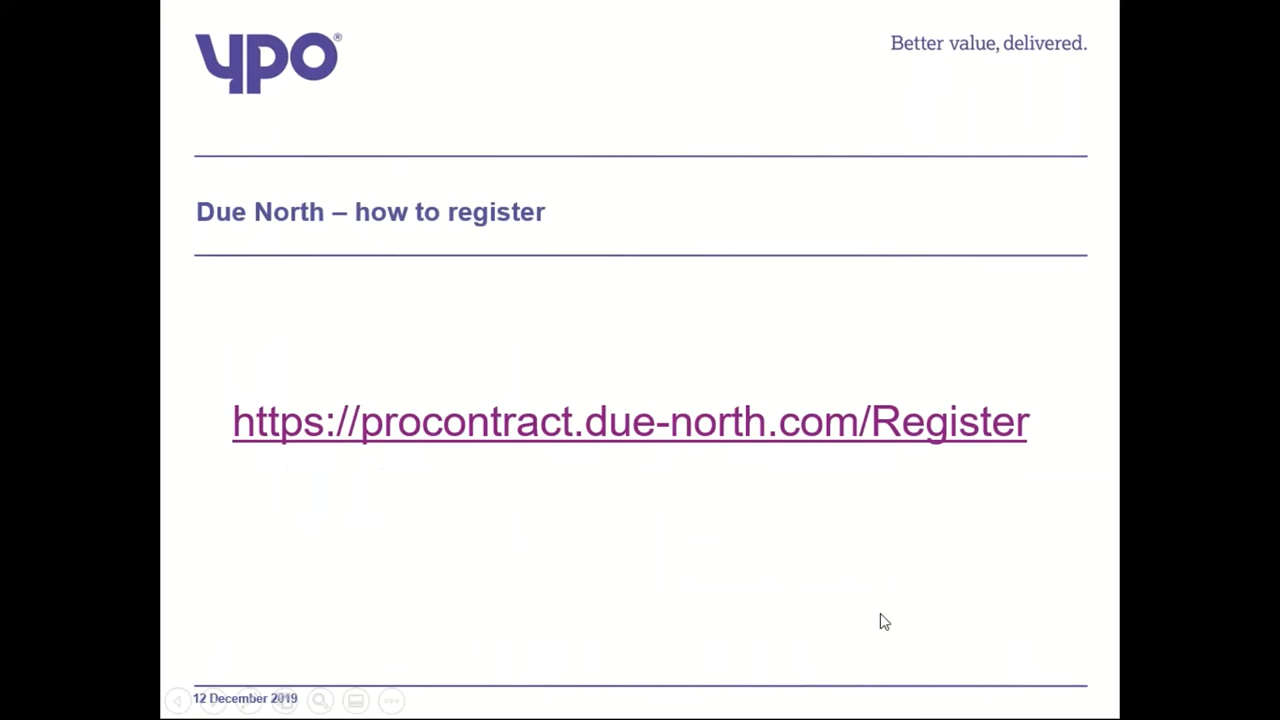 ypo®
Better value, delivered.
Due North – how to register
https://procontract.due-north.com/Register
12 December 2019